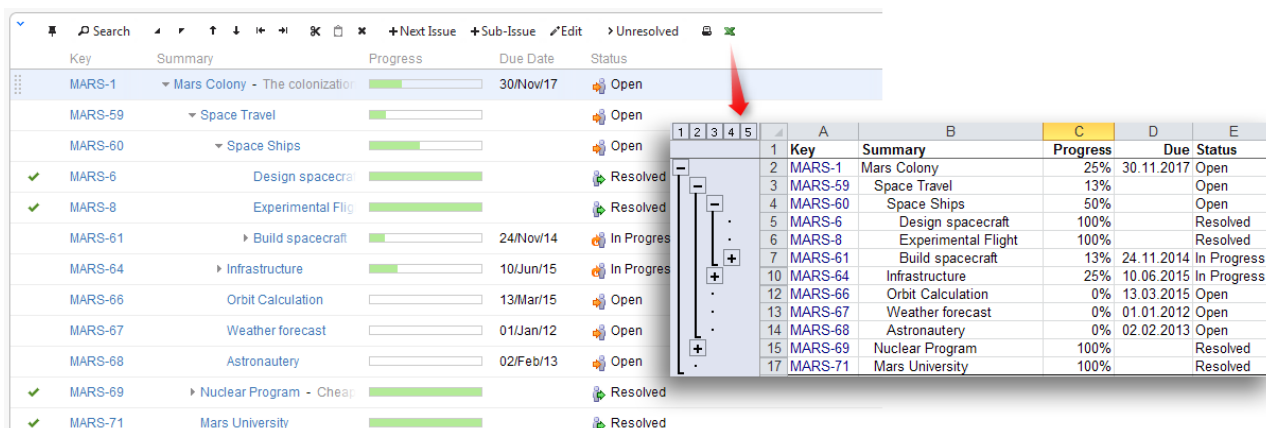 Search + Next Issue + Sub-Issue Edit > Unresolved
Key Summary Progress Due Date Status
MARS-1 Mars Colony - The colonization 30/Nov/17 Open
MARS-59 Space Travel Open
MARS-60 Space Ships Open
MARS-6 Design spacecra Resolved
MARS-8 Experimental Flig Resolved
MARS-61 Build spacecraft 24/Nov/14 In Progres
MARS-64 Infrastructure 10/Jun/15 In Progres
MARS-66 Orbit Calculation 13/Mar/15 Open
MARS-67 Weather forecast 01/Jan/12 Open
MARS-68 Astronautery 02/Feb/13 Open
MARS-69 Nuclear Program - Cheap Resolved
MARS-71 Mars University Resolved
1 2 3 4 5 A B C D E
1 Key Summary Progress Due Status
2 MARS-1 Mars Colony 25% 30.11.2017 Open
3 MARS-59 Space Travel 13% Open
4 MARS-60 Space Ships 50% Open
5 MARS-6 Design spacecraft 100% Resolved
6 MARS-8 Experimental Flight 100% Resolved
7 MARS-61 Build spacecraft 13% 24.11.2014 In Progress
10 MARS-64 Infrastructure 25% 10.06.2015 In Progress
12 MARS-66 Orbit Calculation 0% 13.03.2015 Open
13 MARS-67 Weather forecast 0% 01.01.2012 Open
14 MARS-68 Astronautery 0% 02.02.2013 Open
15 MARS-69 Nuclear Program 100% Resolved
17 MARS-71 Mars University 100% Resolved